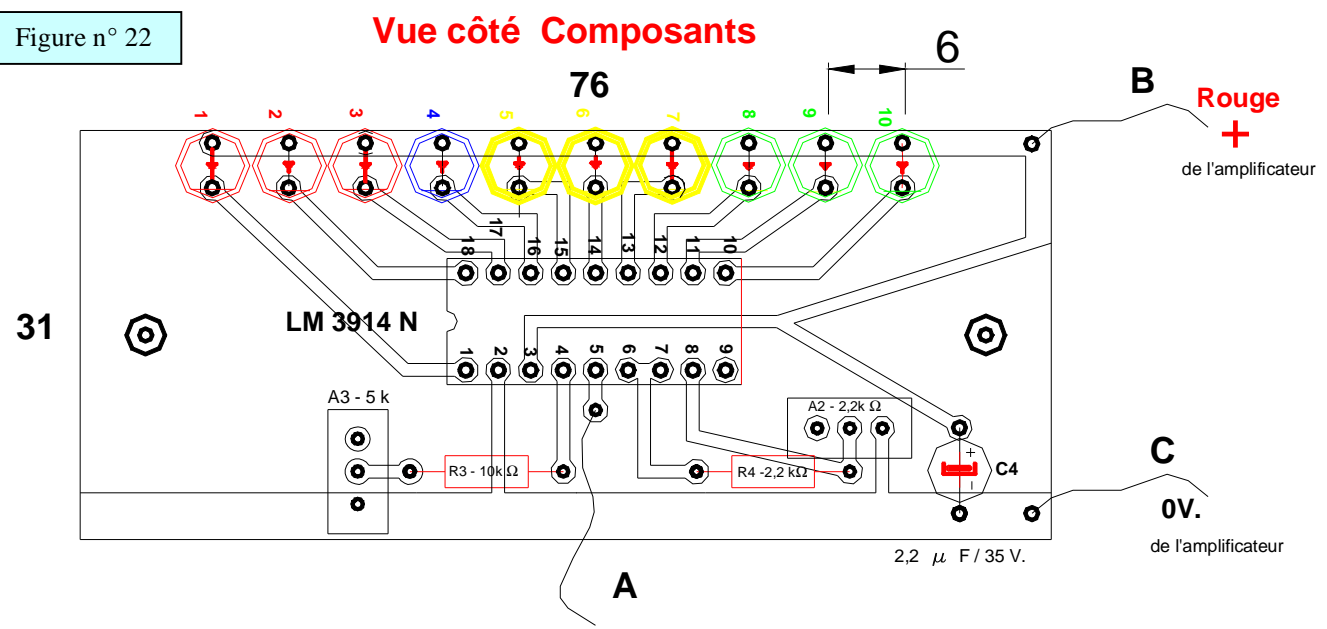 Figure n° 22
Vue côté Composants
6
76
B
Rouge
+
de l'amplificateur
1 2 3 4 5 6 7 8 9 10
18 17 16 15 14 13 12 11 10
31
LM 3914 N
1 2 3 4 5 6 7 8 9
A3 - 5 k
A2 - 2,2k Ω
R3 - 10k Ω
R4 -2,2 kΩ
+
C4
−
C
0V.
de l'amplificateur
2,2 μ F / 35 V.
A